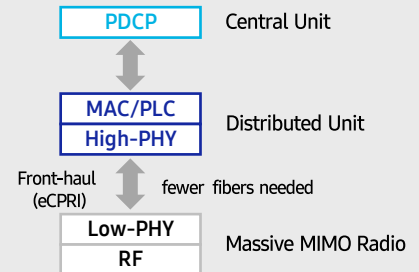 PDCP Central Unit
MAC/PLC
High-PHY
Distributed Unit
Front-haul
(eCPRI)
fewer fibers needed
Low-PHY
RF
Massive MIMO Radio